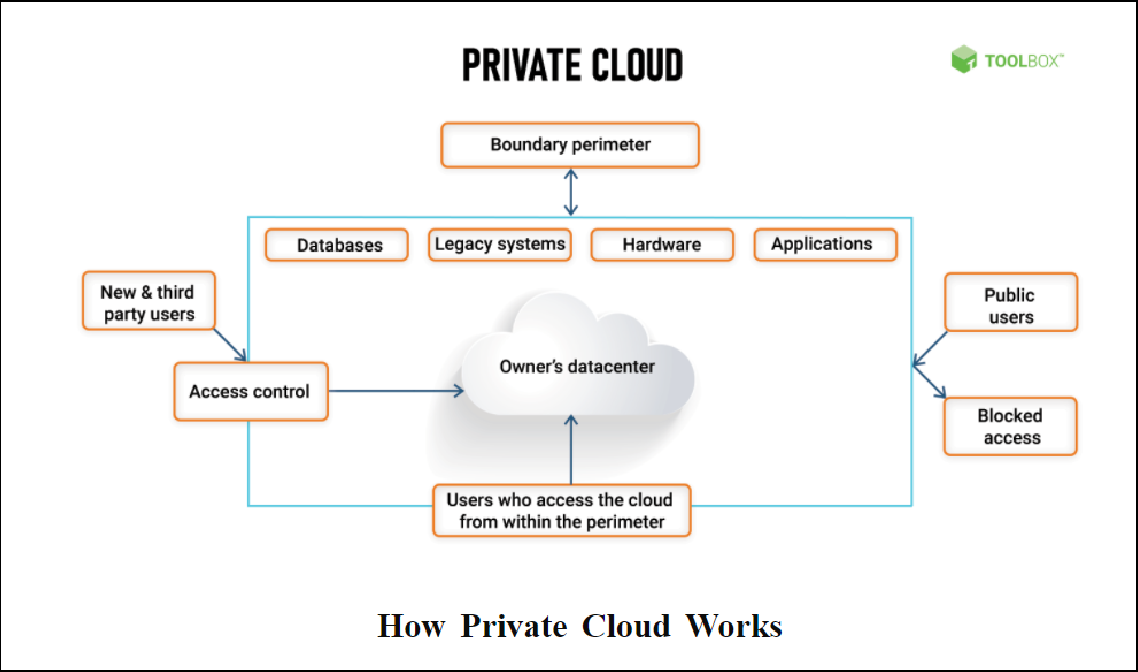 PRIVATE CLOUD
TOOLBOX™
Boundary perimeter
Databases
Legacy systems
Hardware
Applications
New & third
party users
Public
users
Owner's datacenter
Access control
Blocked
access
Users who access the cloud
from within the perimeter
How Private Cloud Works